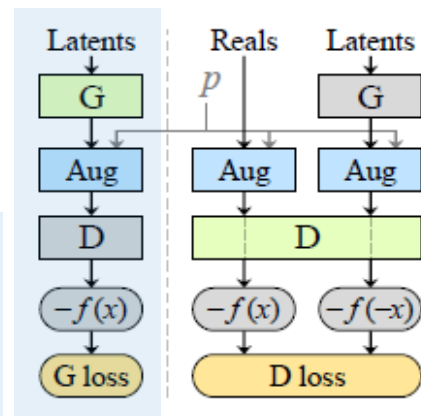 Latents Reals Latents
G p G
Aug Aug Aug
D D
−f(x) −f(x) −f(−x)
G loss D loss